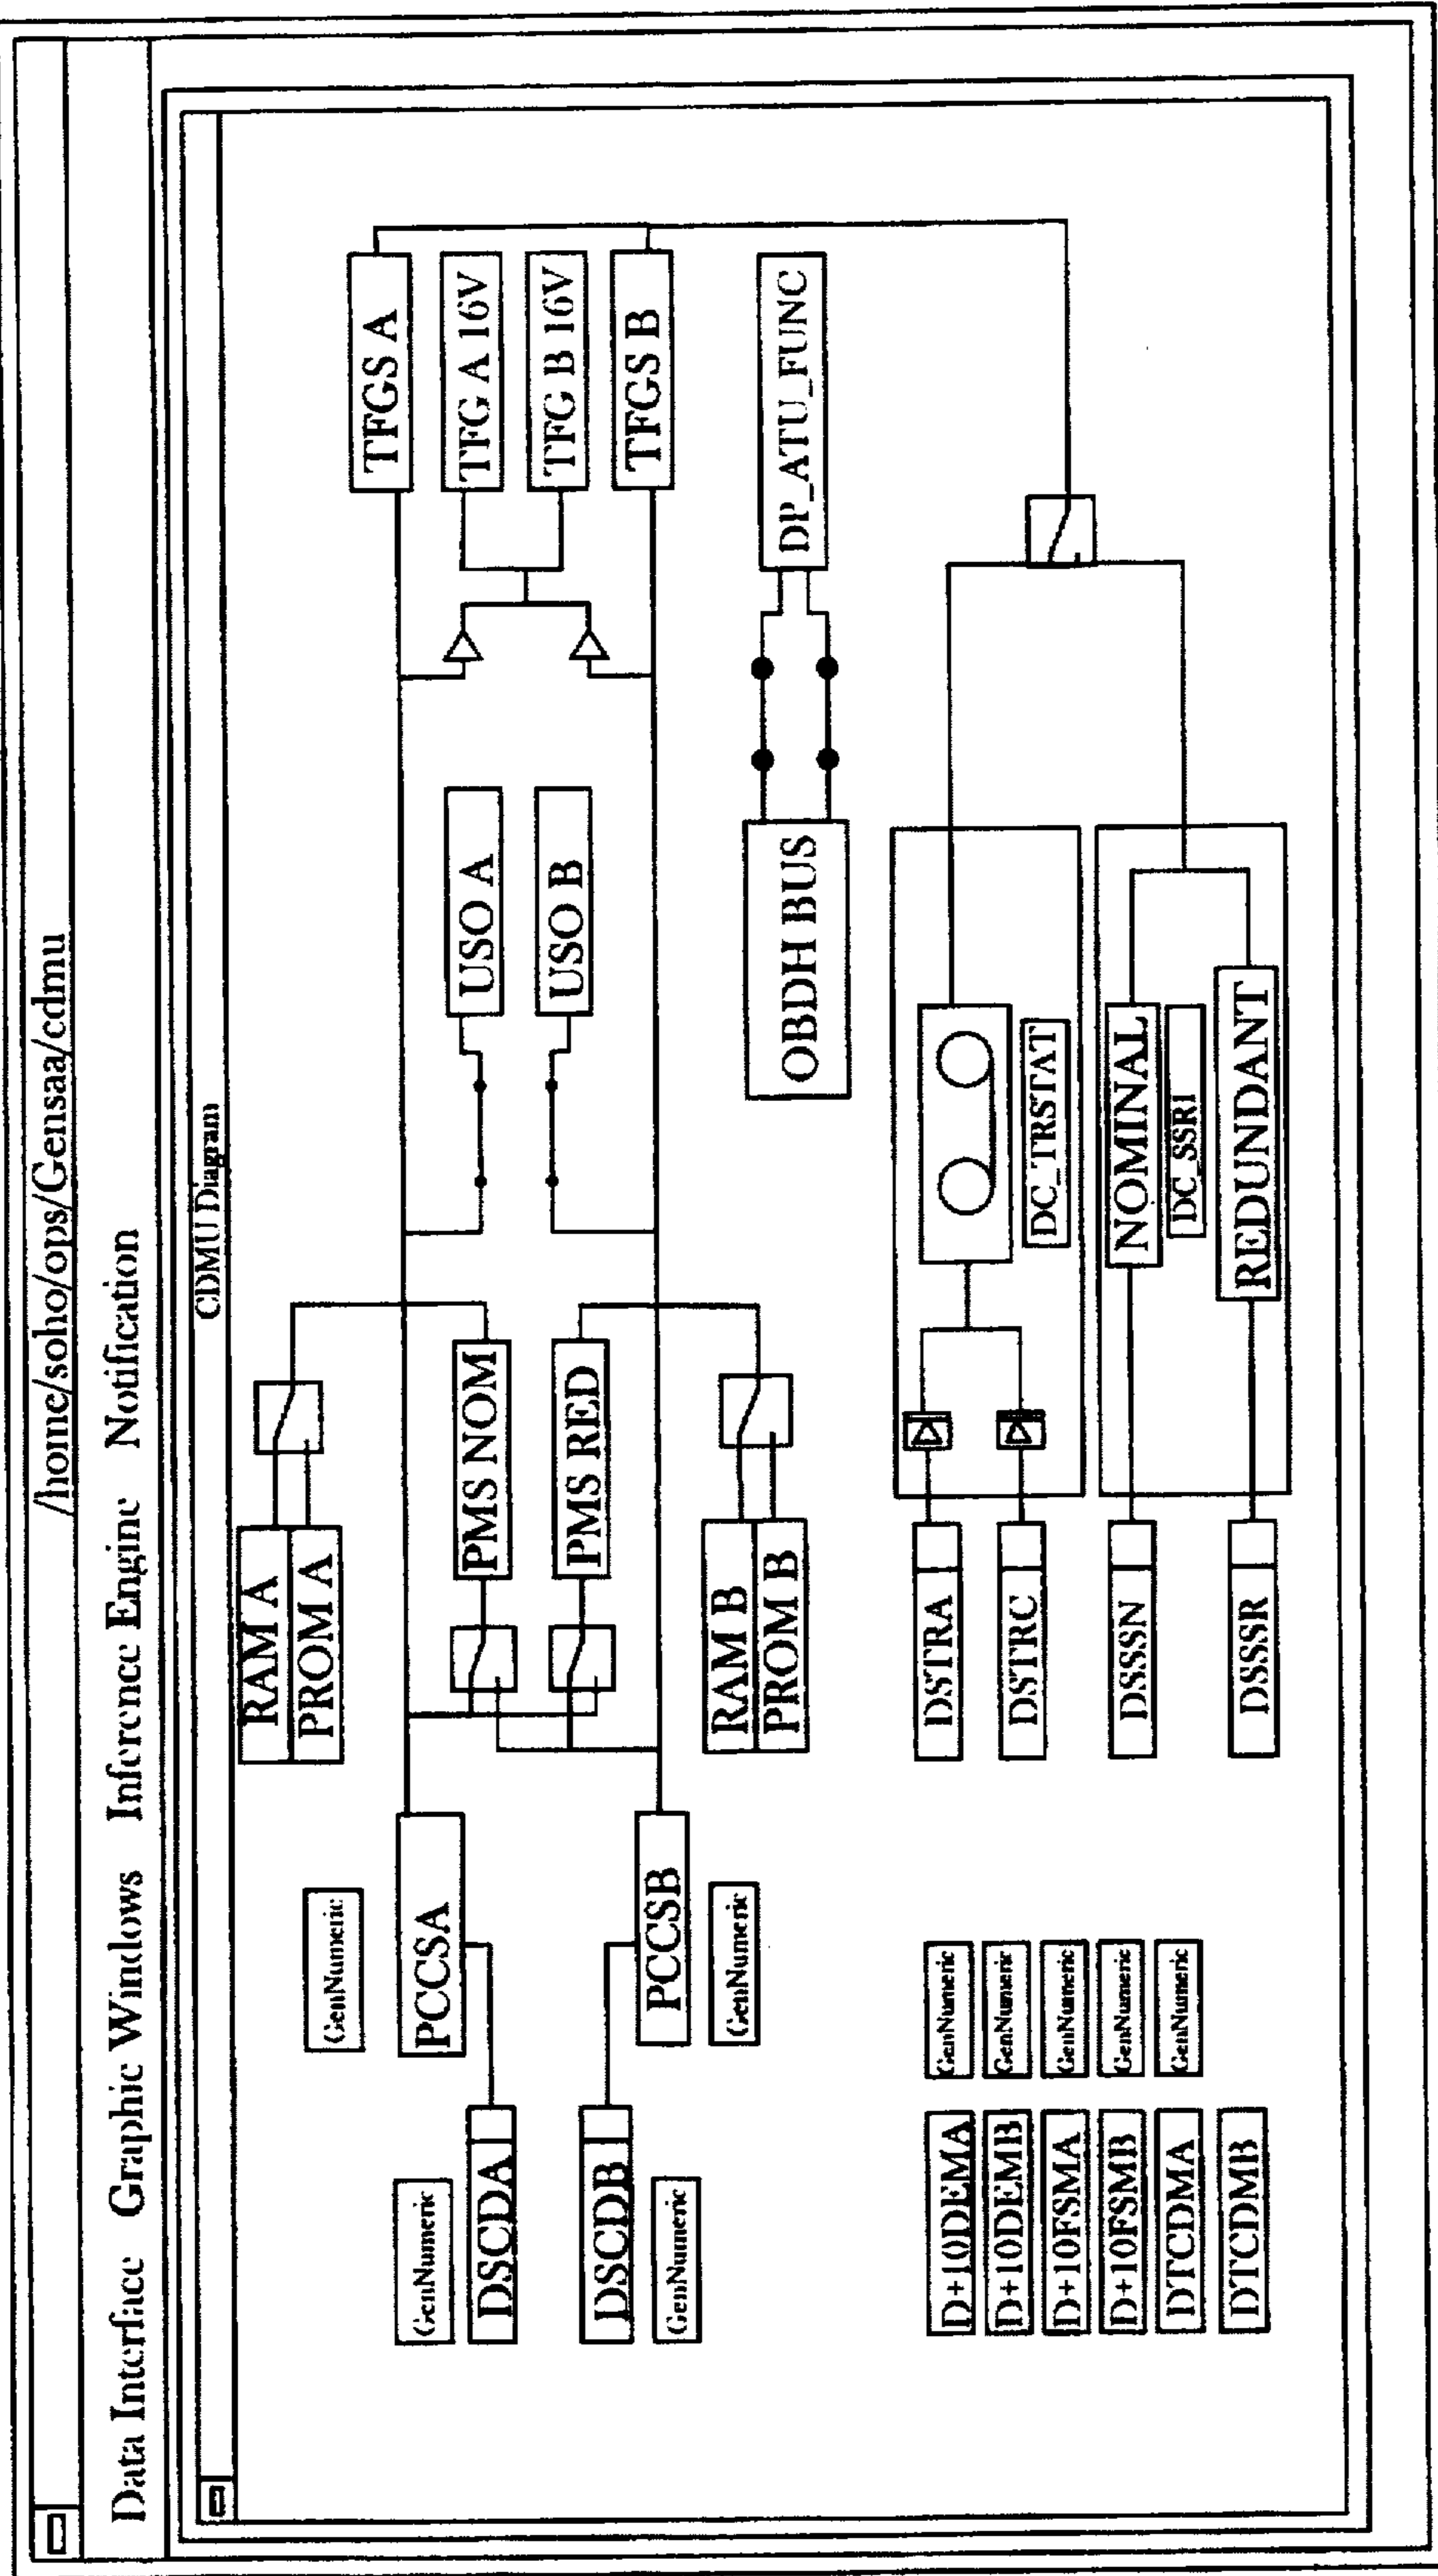 /home/soho/ops/Gensaa/cdmu
Data Interface Graphic Windows Inference Engine Notification
CDMU Diagram
RAM A
PROM A
GenNumeric
TFGS A
GenNumeric
PCCSA
PMS NOM
USO A
TFG A 16V
DSCDA
DSCDB
PMS RED
USO B
TFG B 16V
GenNumeric
PCCSB
TFGS B
GenNumeric
RAM B
PROM B
OBDH BUS
DP_ATU_FUNC
D+10DEMA
GenNumeric
DSTRA
D+10DEMB
GenNumeric
DSTRC
DC_TRSTAT
D+10FSMA
GenNumeric
D+10FSMB
GenNumeric
DSSSN
NOMINAL
DTCDMA
GenNumeric
DC_SSR1
DTCDMB
DSSSR
REDUNDANT